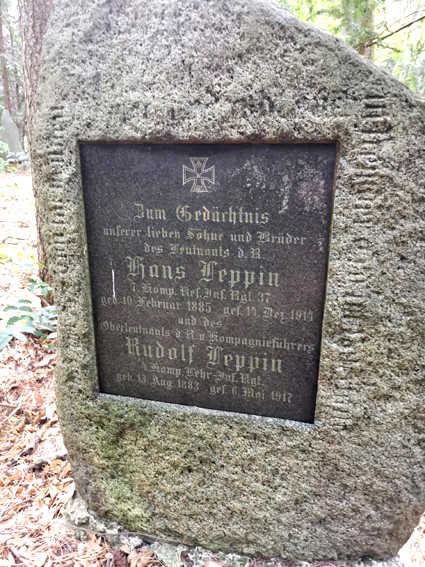 Zum Gedächtnis
unserer lieben Söhne und Brüder
des Leutnants d. R.
Hans Leppin
7. Komp. Res. Inf. Rgt. 37
geb. 10. Februar 1885 gef. 14. Dez. 1914
und des
Oberleutnants d. R. u. Kompagnieführers
Rudolf Leppin
Komp. Lehr-Inf. Rgt.
geb. 13. Aug. 1883 gef. 6. Mai 1917